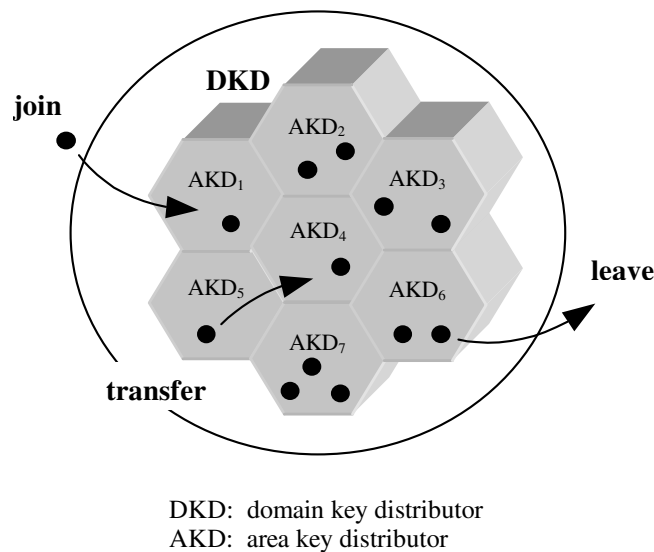 DKD
join
AKD₂
AKD₁
AKD₃
AKD₄
leave
AKD₅
AKD₆
AKD₇
transfer
DKD: domain key distributor
AKD: area key distributor